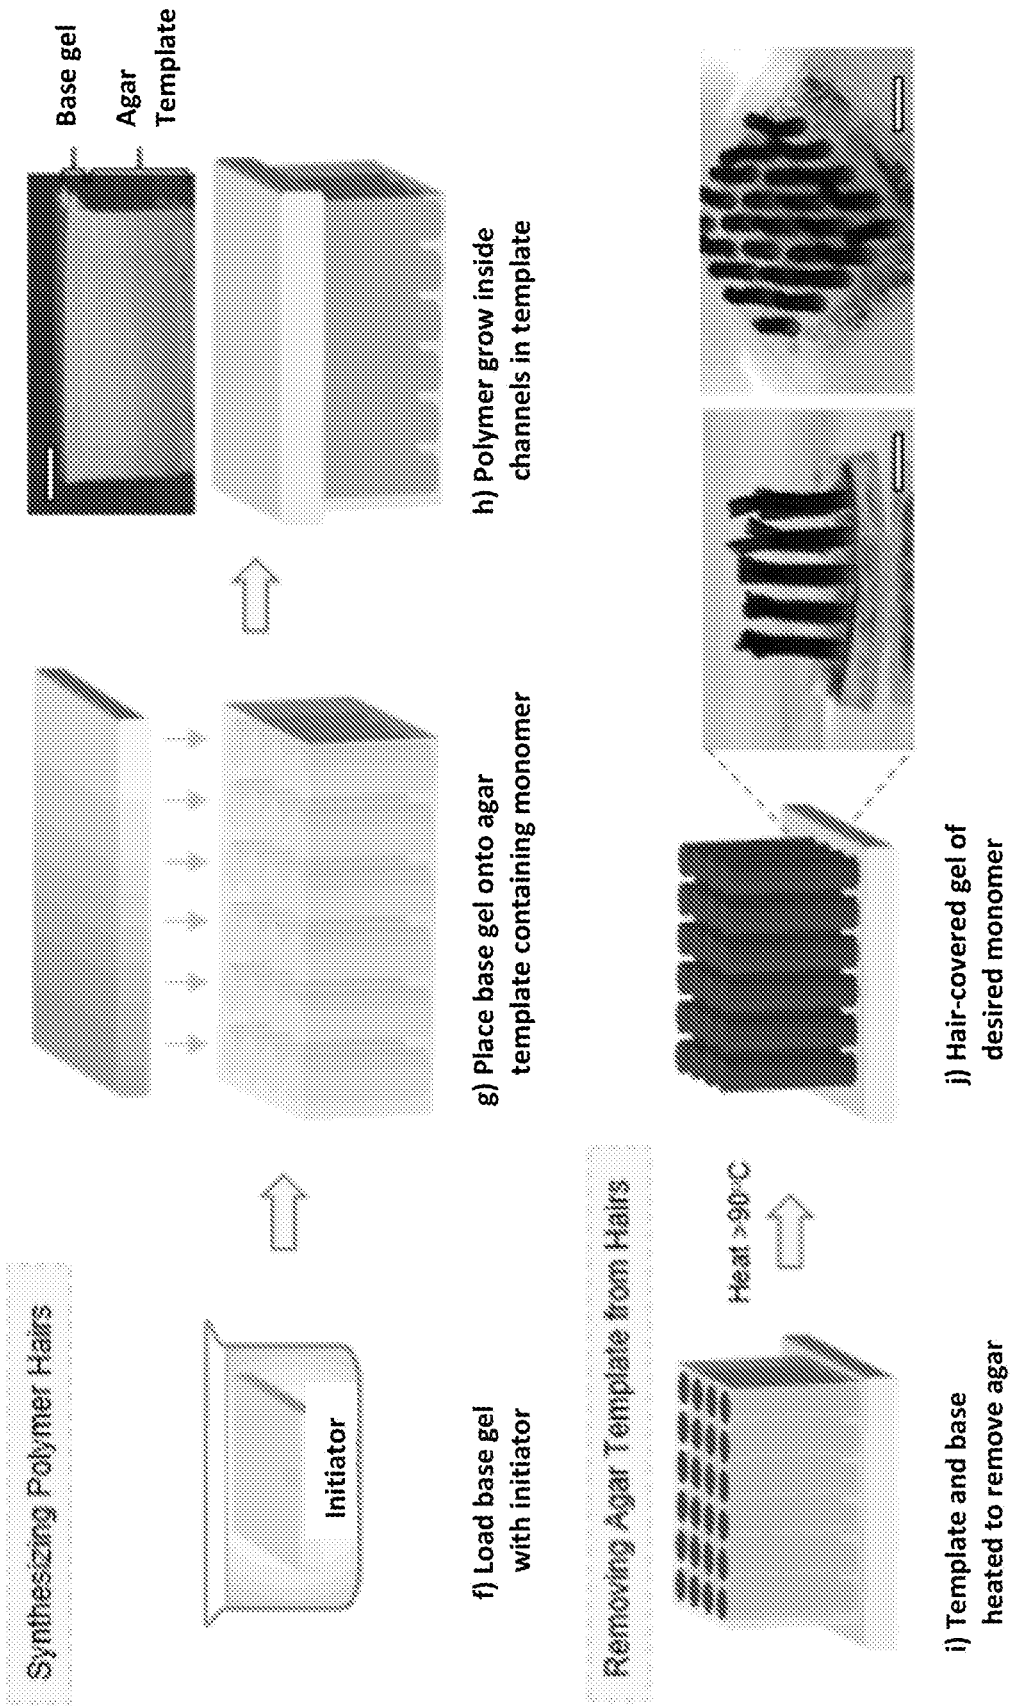 Synthesizing Polymer Hairs
Initiator
f) Load base gel
with initiator
g) Place base gel onto agar
template containing monomer
Base gel
Agar
Template
h) Polymer grow inside
channels in template
Removing Agar Template from Hairs
i) Template and base
heated to remove agar
Heat >90°C
j) Hair-covered gel of
desired monomer